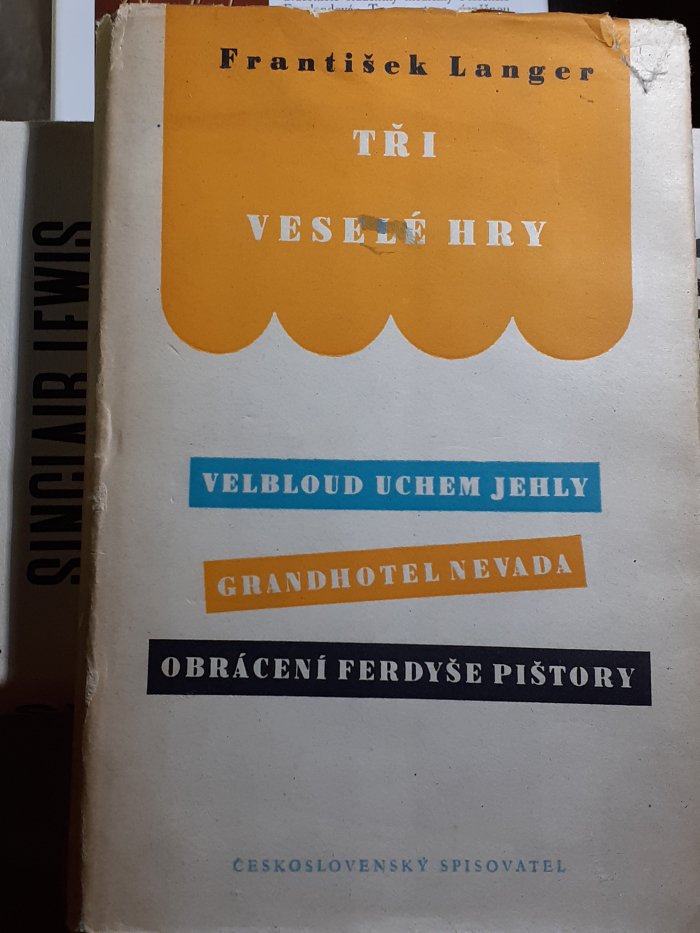 František Langer
TŘI
VESELÉ HRY
VELBLOUD UCHEM JEHLY
GRANDHOTEL NEVADA
OBRÁCENÍ FERDYŠE PIŠTORY
ČESKOSLOVENSKÝ SPISOVATEL
SINCLAIR LEWIS